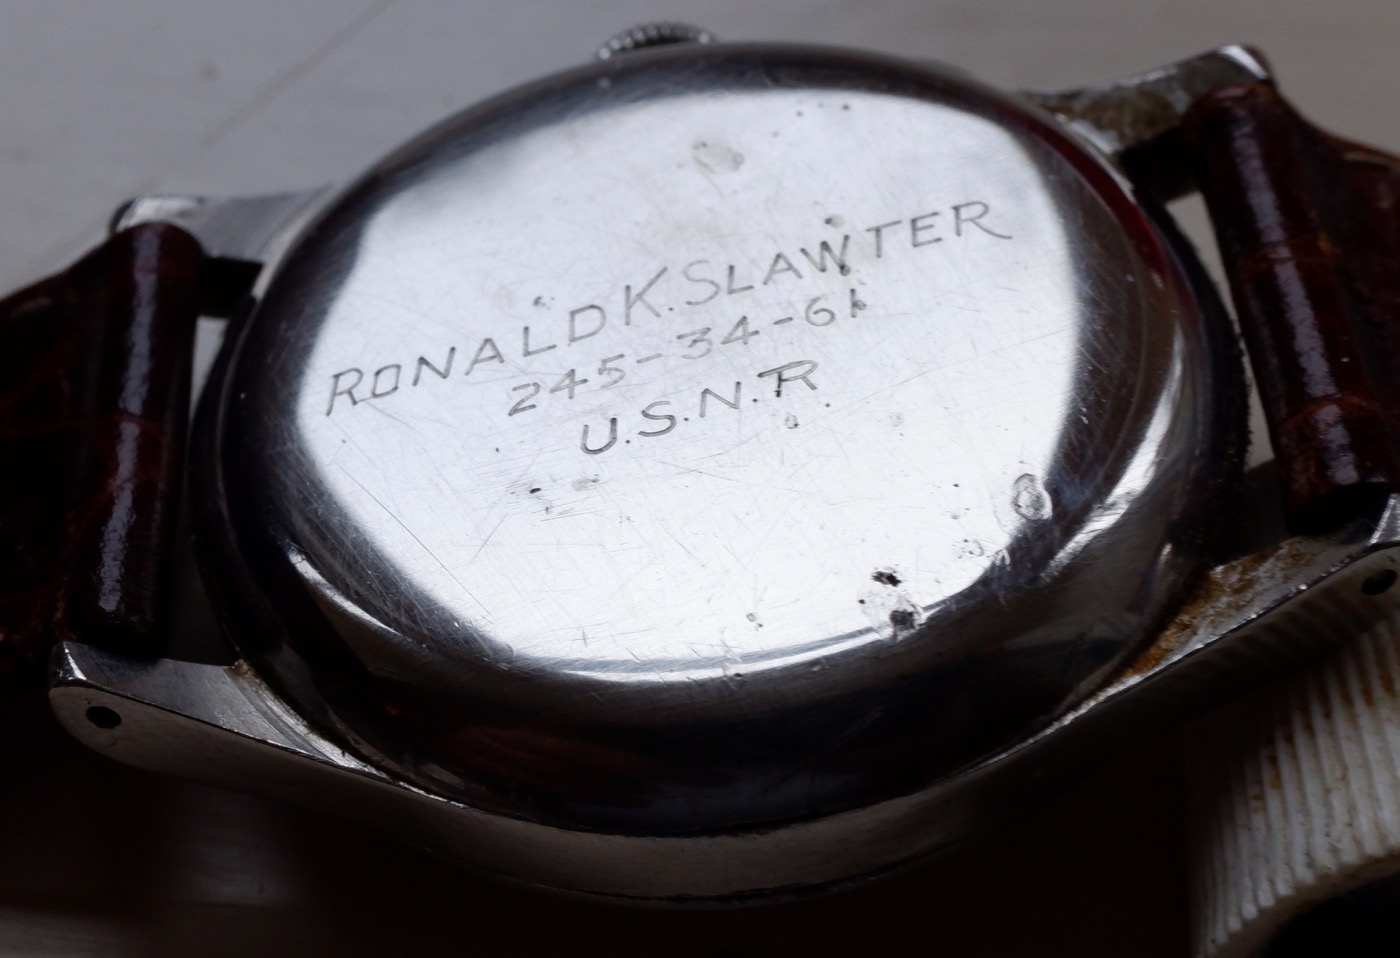 RONALD K. SLAWTER
245-34-61
U.S.N.R